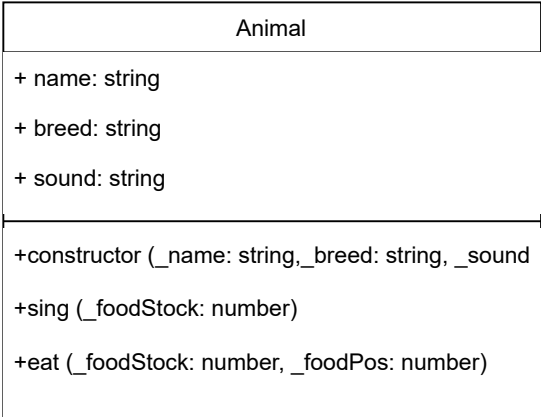 Animal
+ name: string
+ breed: string
+ sound: string
+constructor (_name: string,_breed: string, _sound
+sing (_foodStock: number)
+eat (_foodStock: number, _foodPos: number)